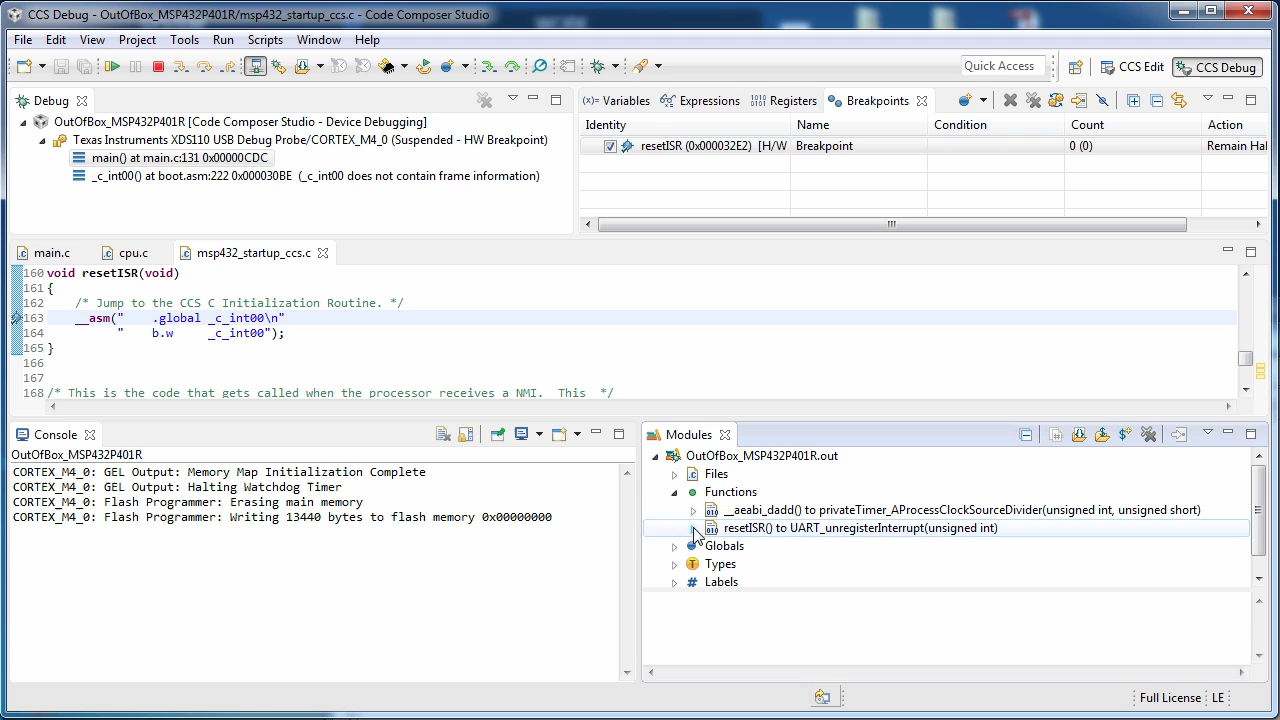 CCS Debug - OutOfBox_MSP432P401R/msp432_startup_ccs.c - Code Composer Studio
File Edit View Project Tools Run Scripts Window Help
Quick Access CCS Edit CCS Debug
Debug
OutOfBox_MSP432P401R [Code Composer Studio - Device Debugging]
Texas Instruments XDS110 USB Debug Probe/CORTEX_M4_0 (Suspended - HW Breakpoint)
main() at main.c:131 0x00000CDC
_c_int00() at boot.asm:222 0x000030BE (_c_int00 does not contain frame information)
(x)= Variables Expressions Registers Breakpoints
Identity Name Condition Count Action
resetISR (0x000032E2) [H/W Breakpoint 0 (0) Remain Hal
main.c cpu.c msp432_startup_ccs.c
160 void resetISR(void)
161 {
162 /* Jump to the CCS C Initialization Routine. */
163 __asm(" .global _c_int00\n"
164 " b.w _c_int00");
165 }
166
167
168 /* This is the code that gets called when the processor receives a NMI. This */
Console
OutOfBox_MSP432P401R
CORTEX_M4_0: GEL Output: Memory Map Initialization Complete
CORTEX_M4_0: GEL Output: Halting Watchdog Timer
CORTEX_M4_0: Flash Programmer: Erasing main memory
CORTEX_M4_0: Flash Programmer: Writing 13440 bytes to flash memory 0x00000000
Modules
OutOfBox_MSP432P401R.out
Files
Functions
__aeabi_dadd() to privateTimer_AProcessClockSourceDivider(unsigned int, unsigned short)
resetISR() to UART_unregisterInterrupt(unsigned int)
Globals
Types
Labels
Full License LE